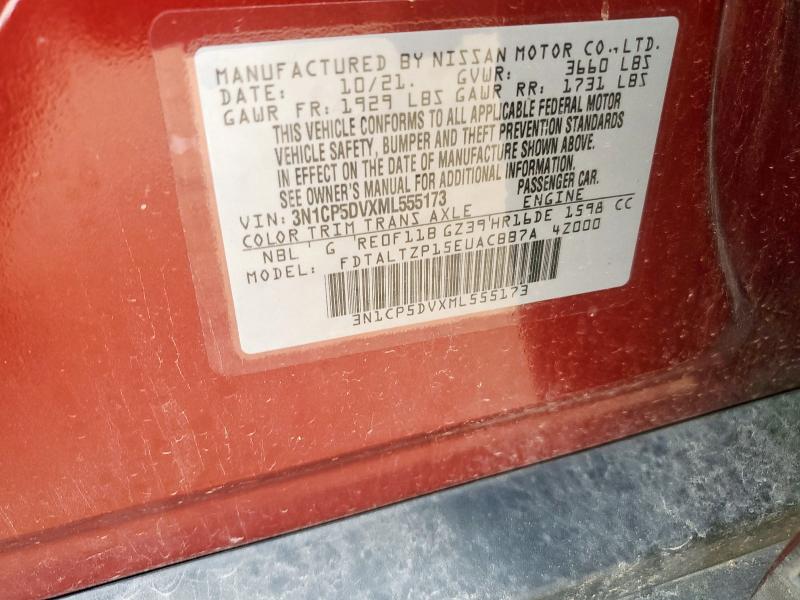 MANUFACTURED BY NISSAN MOTOR CO., LTD.
DATE: 10/21. GVWR: 3660 LBS
GAWR FR: 1929 LBS GAWR RR: 1731 LBS
THIS VEHICLE CONFORMS TO ALL APPLICABLE FEDERAL MOTOR
VEHICLE SAFETY, BUMPER AND THEFT PREVENTION STANDARDS
IN EFFECT ON THE DATE OF MANUFACTURE SHOWN ABOVE.
SEE OWNER'S MANUAL FOR ADDITIONAL INFORMATION.
VIN: 3N1CP5DVXML555173 PASSENGER CAR.
COLOR TRIM TRANS AXLE ENGINE
NBL ' G ' RE0F11B GZ39'HR16DE 1598 CC
MODEL: FDTALTZP15EUACBB7A 4Z000
3N1CP5DVXML555173